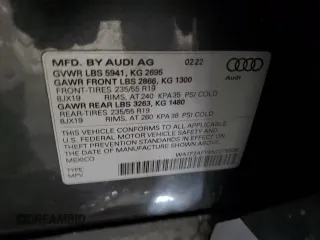 MFD. BY AUDI AG 02 22
GVWR LBS 5941, KG 2695
GAWR FRONT LBS 2866, KG 1300
FRONT-TIRES 235/55 R19
8JX19 RIMS, AT 240 KPA 35 PSI COLD
GAWR REAR LBS 3263, KG 1480
REAR-TIRES 235/55 R19
8JX19 RIMS, AT 260 KPA 38 PSI COLD
THIS VEHICLE CONFORMS TO ALL APPLICABLE
U.S. FEDERAL MOTOR VEHICLE SAFETY AND
THEFT PREVENTION STANDARDS IN EFFECT ON
THE DATE OF MANUFACTURE SHOWN ABOVE.
MEXICO
TYPE
MPV
Audi
DREAMBID